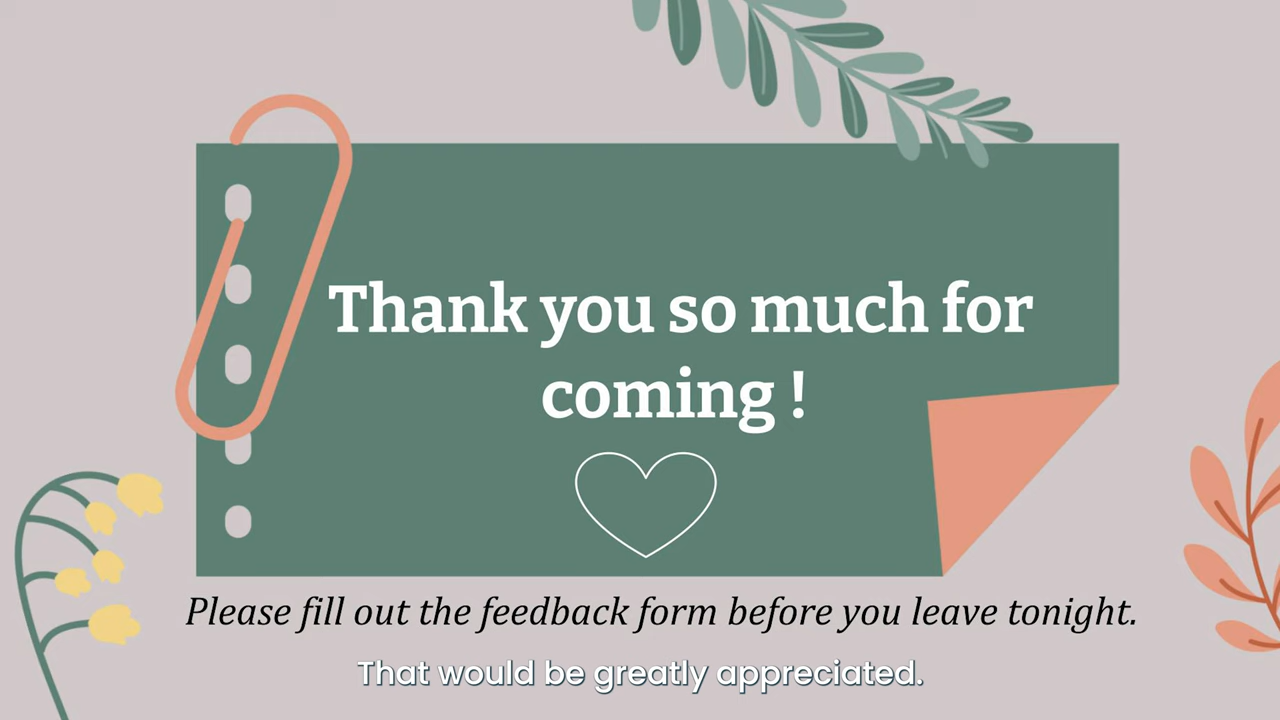 Thank you so much for
coming !
Please fill out the feedback form before you leave tonight.
That would be greatly appreciated.